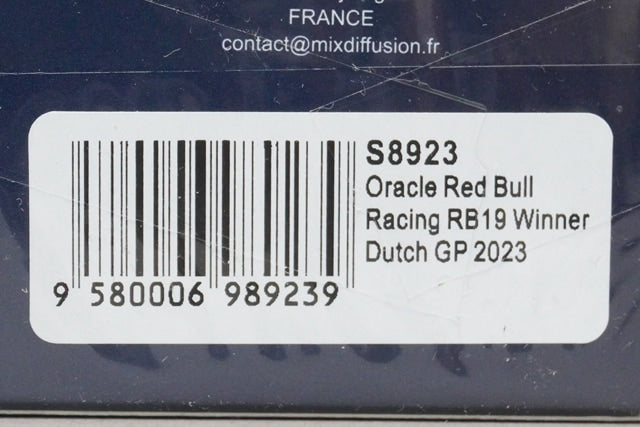 FRANCE
contact@mixdiffusion.fr
S8923
Oracle Red Bull
Racing RB19 Winner
Dutch GP 2023
9 580006 989239